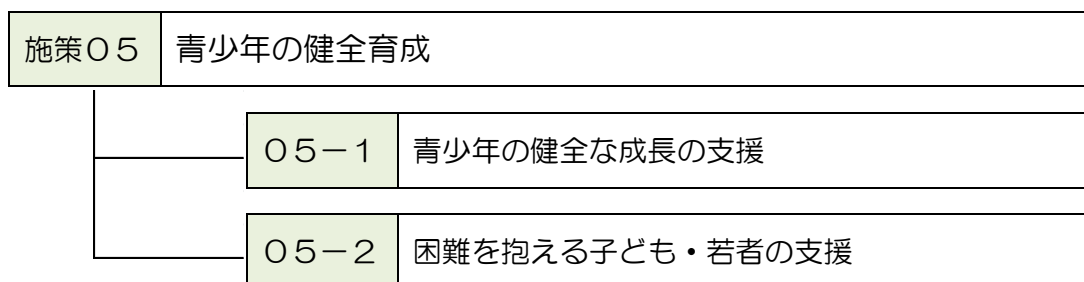 施策０５ 青少年の健全育成
０５－１ 青少年の健全な成長の支援
０５－２ 困難を抱える子ども・若者の支援